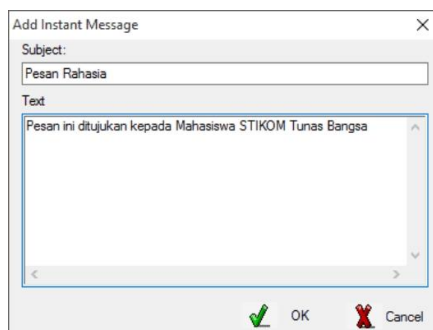 Add Instant Message
Subject:
Pesan Rahasia
Text
Pesan ini ditujukan kepada Mahasiswa STIKOM Tunas Bangsa
OK Cancel